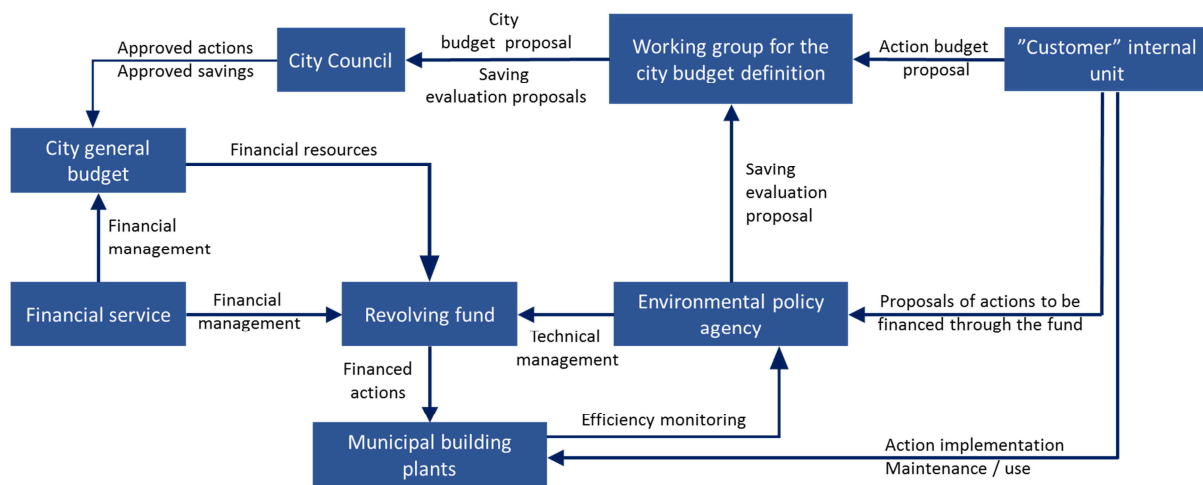 City
budget proposal
Approved actions
Approved savings
City Council
Saving
evaluation proposals
Working group for the
city budget definition
Action budget
proposal
”Customer” internal
unit
City general
budget
Financial resources
Saving
evaluation
proposal
Financial
management
Financial service
Financial
management
Revolving fund
Technical
management
Environmental policy
agency
Proposals of actions to be
financed through the fund
Financed
actions
Efficiency monitoring
Municipal building
plants
Action implementation
Maintenance / use